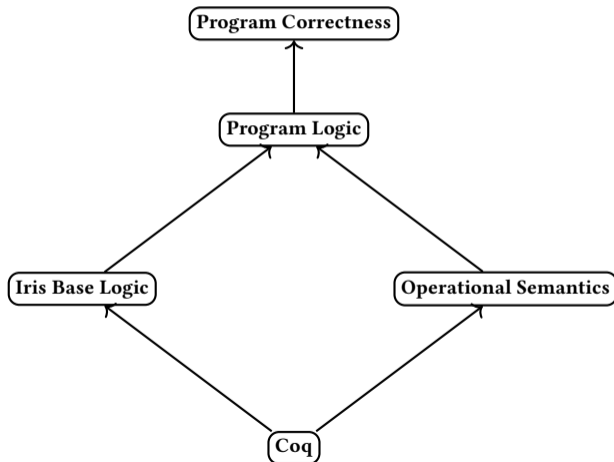 Program Correctness
Program Logic
Iris Base Logic
Operational Semantics
Coq